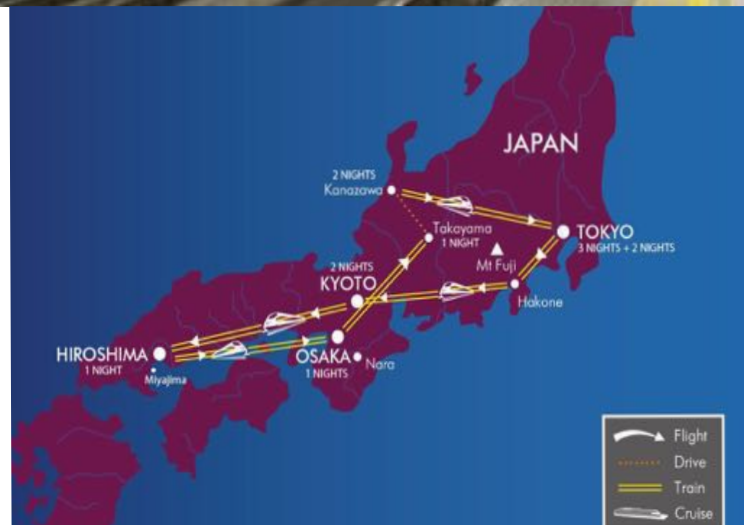 JAPAN
2 NIGHTS
Kanazawa
Takayama
1 NIGHT
TOKYO
3 NIGHTS + 2 NIGHTS
Mt Fuji
2 NIGHTS
KYOTO
Hakone
HIROSHIMA
1 NIGHT
Miyajima
OSAKA
1 NIGHTS
Nara
Flight
Drive
Train
Cruise